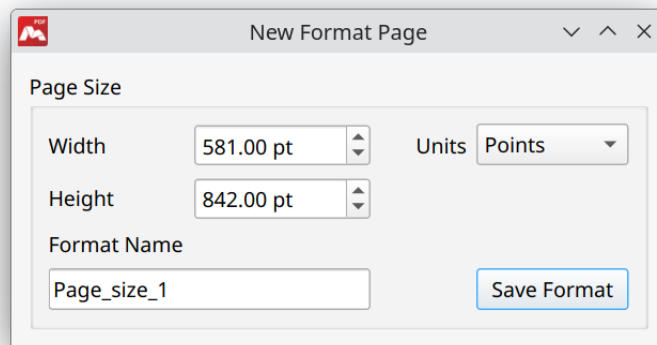 PDF
New Format Page
Page Size
Width 581.00 pt Units Points
Height 842.00 pt
Format Name
Page_size_1 Save Format